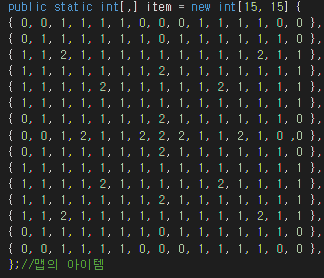 public static int[,] item = new int[15, 15] {
{ 0, 0, 1, 1, 1, 1, 0, 0, 0, 1, 1, 1, 1, 0, 0 },
{ 0, 1, 1, 1, 1, 1, 1, 0, 1, 1, 1, 1, 1, 1, 0 },
{ 1, 1, 2, 1, 1, 1, 1, 1, 1, 1, 1, 1, 2, 1, 1 },
{ 1, 1, 1, 1, 1, 1, 1, 2, 1, 1, 1, 1, 1, 1, 1 },
{ 1, 1, 1, 1, 2, 1, 1, 1, 1, 1, 2, 1, 1, 1, 1 },
{ 1, 1, 1, 1, 1, 1, 1, 1, 1, 1, 1, 1, 1, 1, 1 },
{ 0, 1, 1, 1, 1, 1, 1, 2, 1, 1, 1, 1, 1, 1, 0 },
{ 0, 0, 1, 2, 1, 1, 2, 2, 2, 1, 1, 2, 1, 0 ,0 },
{ 0, 1, 1, 1, 1, 1, 1, 2, 1, 1, 1, 1, 1, 1, 0 },
{ 1, 1, 1, 1, 1, 1, 1, 1, 1, 1, 1, 1, 1, 1, 1 },
{ 1, 1, 1, 1, 2, 1, 1, 1, 1, 1, 2, 1, 1, 1, 1 },
{ 1, 1, 1, 1, 1, 1, 1, 2, 1, 1, 1, 1, 1, 1, 1 },
{ 1, 1, 2, 1, 1, 1, 1, 1, 1, 1, 1, 1, 2, 1, 1 },
{ 0, 1, 1, 1, 1, 1, 1, 0, 1, 1, 1, 1, 1, 1, 0 },
{ 0, 0, 1, 1, 1, 1, 0, 0, 0, 1, 1, 1, 1, 0, 0 },
};//맵의 아이템